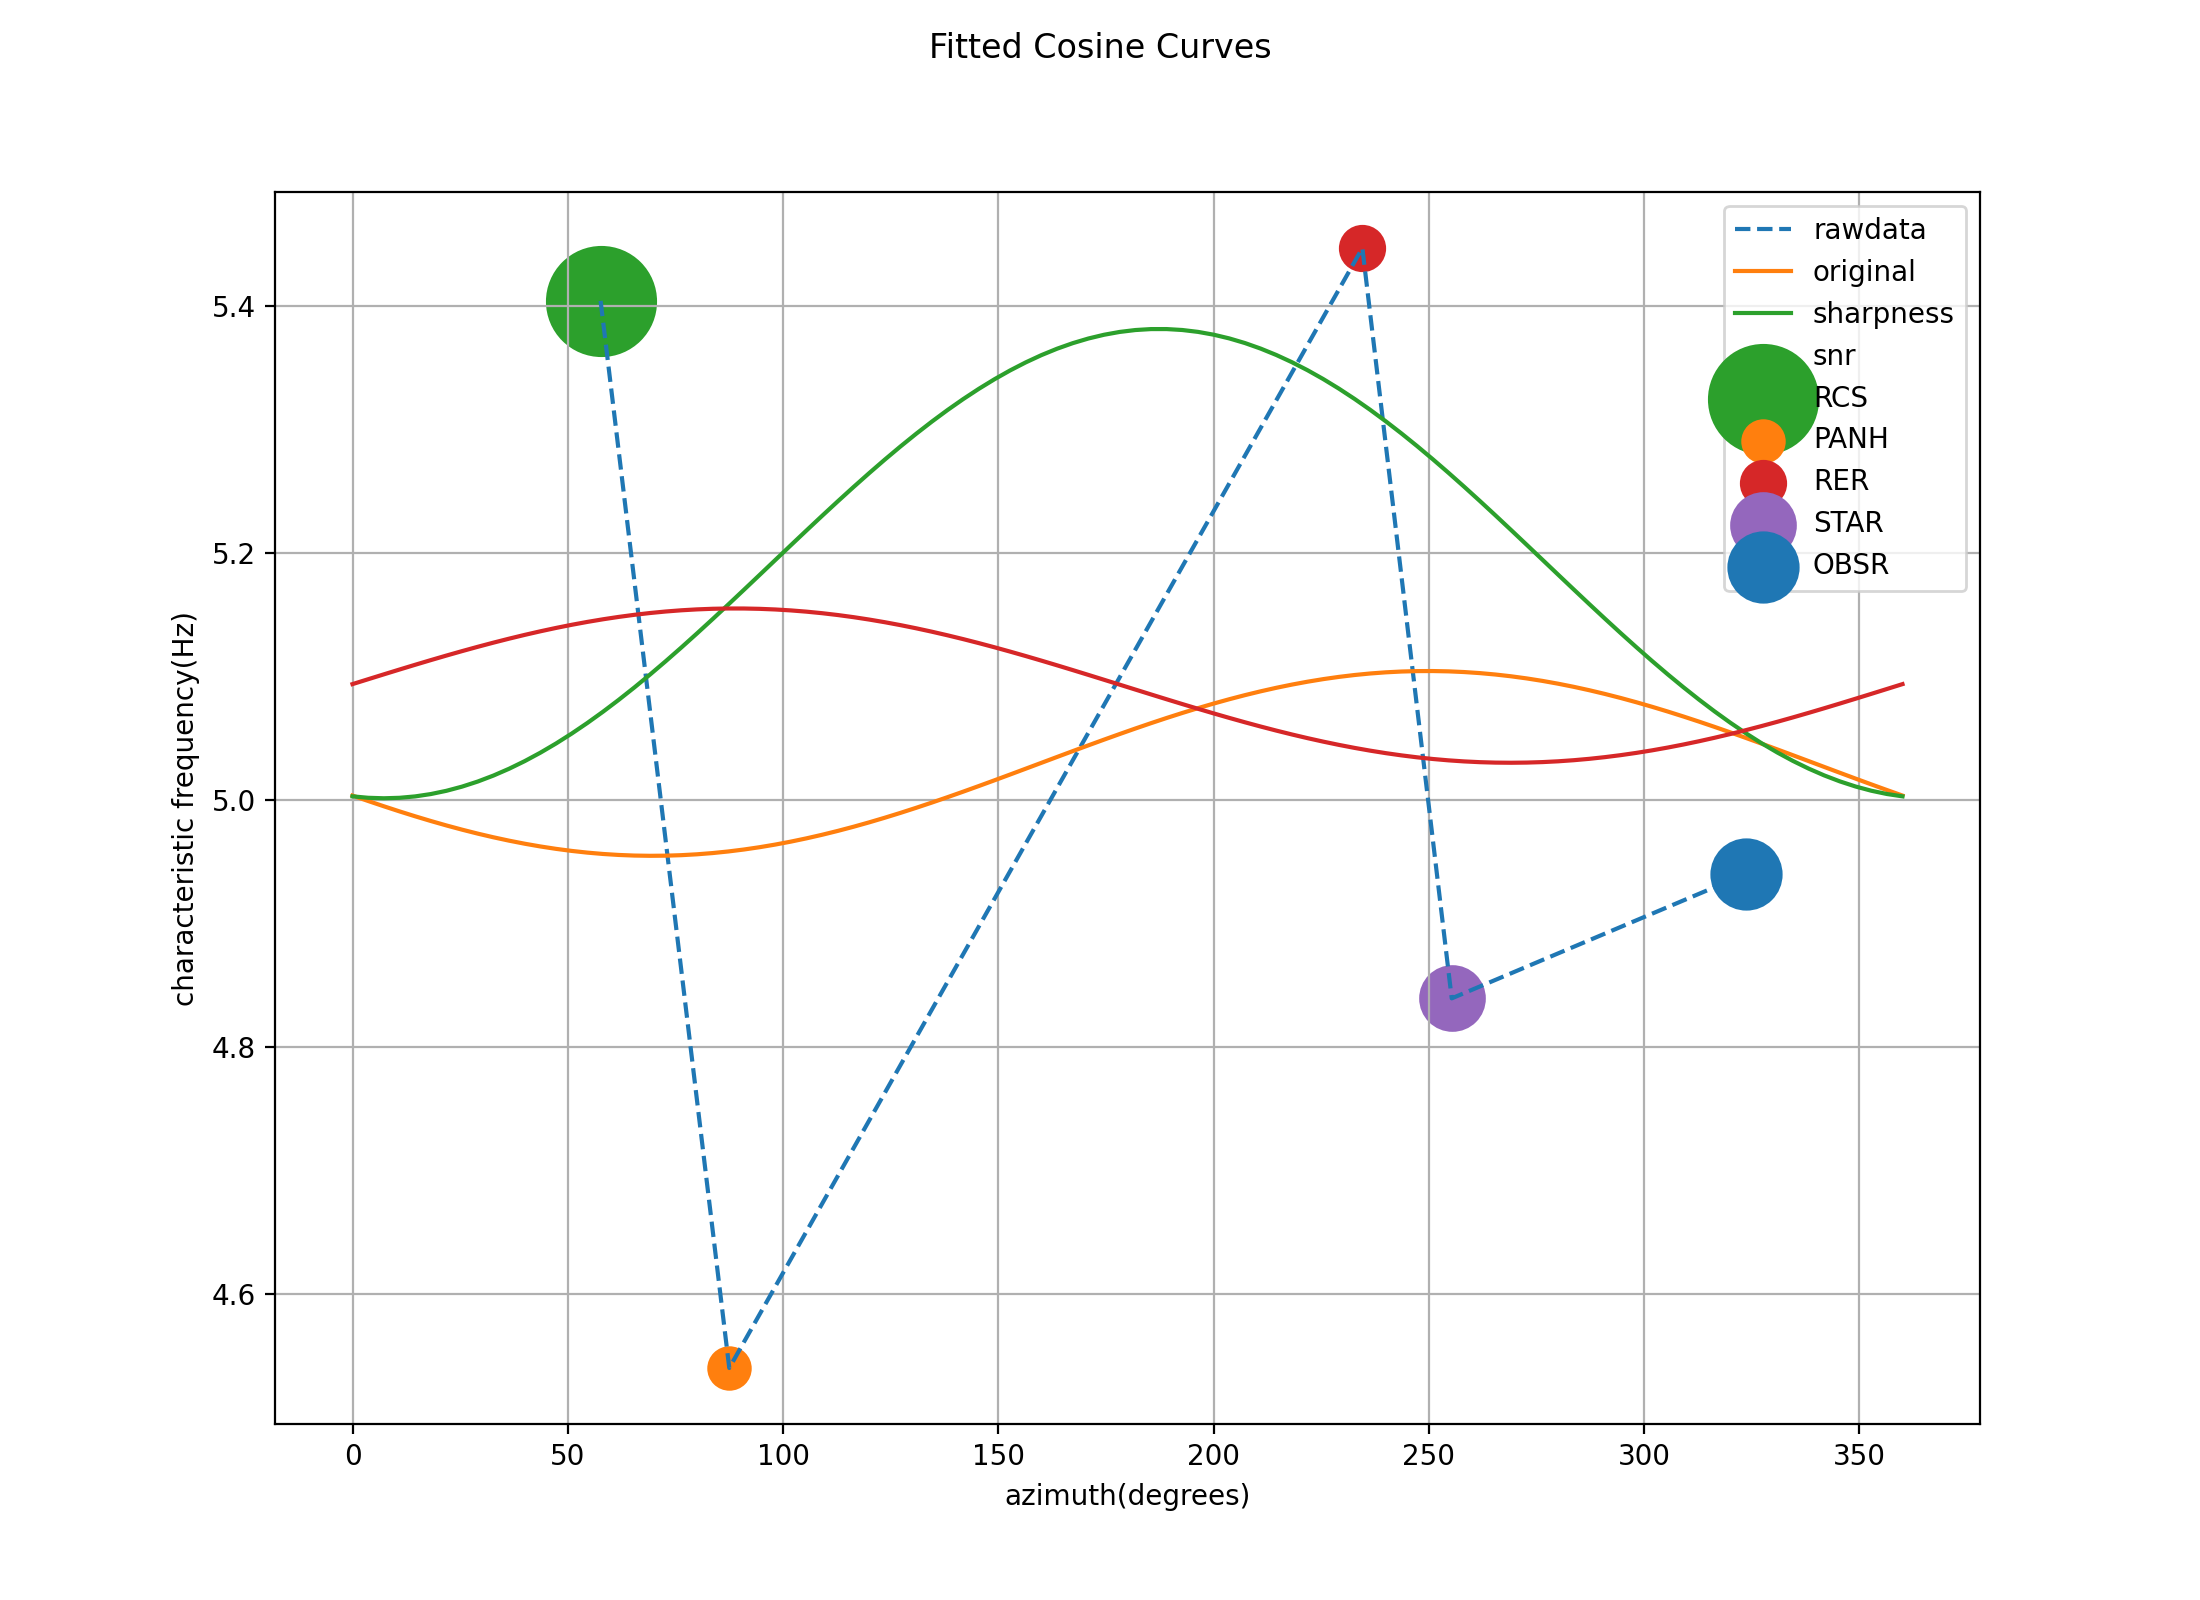 Fitted Cosine Curves
rawdata
original
sharpness
snr
RCS
PANH
RER
STAR
OBSR
characteristic frequency(Hz)
5.4
5.2
5.0
4.8
4.6
0 50 100 150 200 250 300 350
azimuth(degrees)